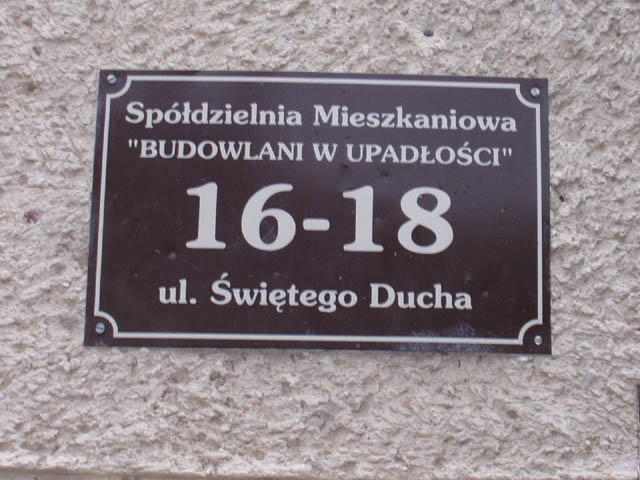 Spółdzielnia Mieszkaniowa
"BUDOWLANI W UPADŁOŚCI"
16-18
ul. Świętego Ducha